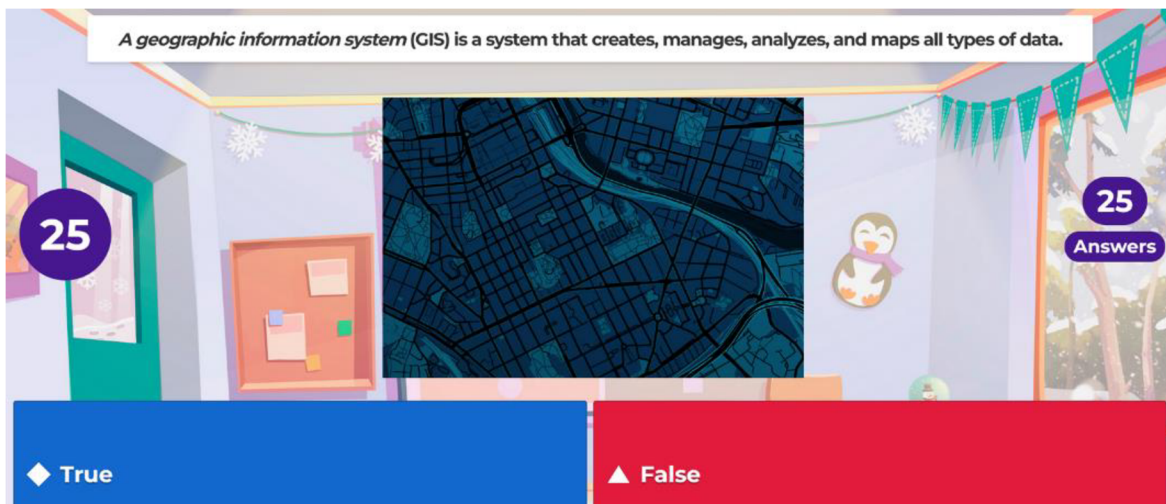 A geographic information system (GIS) is a system that creates, manages, analyzes, and maps all types of data.
25
25
Answers
True
False